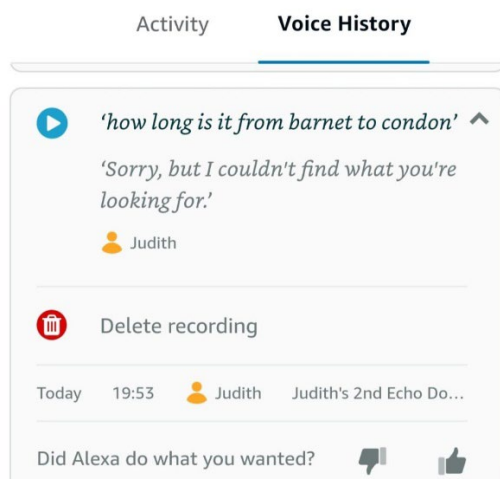 Activity Voice History
‘how long is it from barnet to condon’
‘Sorry, but I couldn't find what you're
looking for.’
Judith
Delete recording
Today 19:53 Judith Judith's 2nd Echo Do...
Did Alexa do what you wanted?